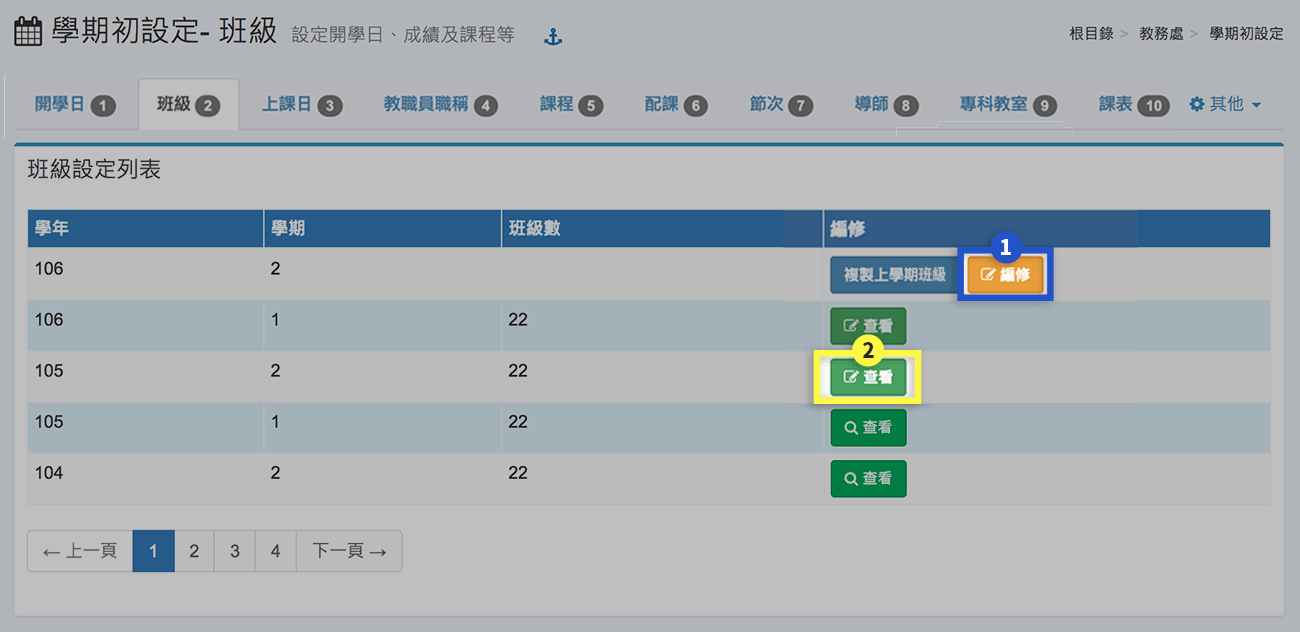 學期初設定- 班級 設定開學日、成績及課程等
根目錄 > 教務處 > 學期初設定
開學日 1 班級 2 上課日 3 教職員職稱 4 課程 5 配課 6 節次 7 導師 8 專科教室 9 課表 10 其他
班級設定列表
學年 學期 班級數 編修
1
106 2 複製上學期班級 編修
106 1 22 查看
2
105 2 22 查看
105 1 22 查看
104 2 22 查看
← 上一頁 1 2 3 4 下一頁 →